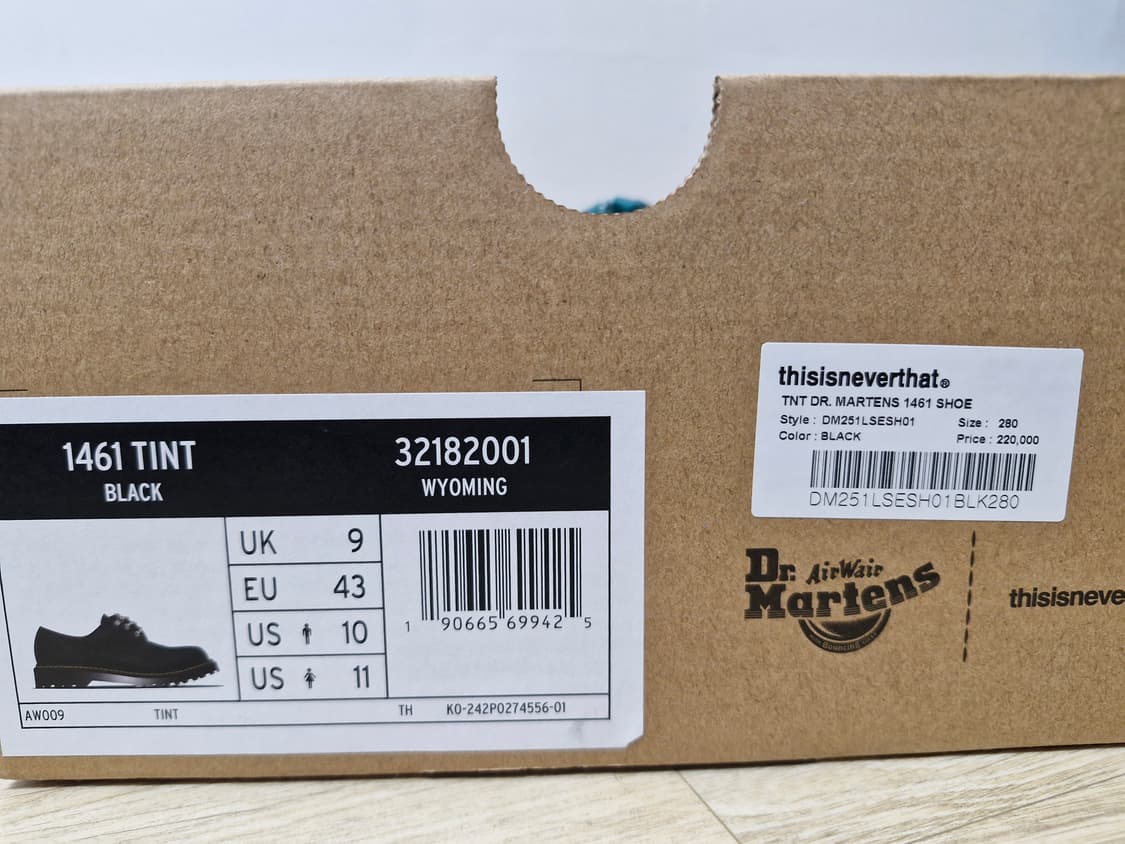 thisisneverthat®
TNT DR. MARTENS 1461 SHOE
Style : DM251LSESH01 Size : 280
Color : BLACK Price : 220,000
DM251LSESH01BLK280
1461 TINT 32182001
BLACK WYOMING
UK 9
EU 43
US 10
US 11
1 90665 69942 5
AW009 TINT TH K0-242P0274556-01
Dr. AirWair
Martens
Bouncing
thisisneve